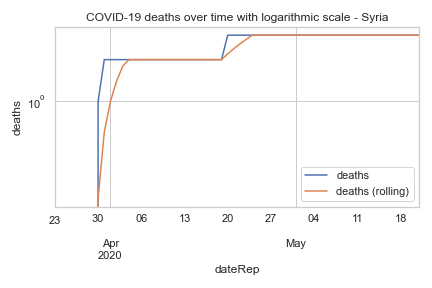 COVID-19 deaths over time with logarithmic scale - Syria
deaths
10⁰
deaths
deaths (rolling)
23 30 06 13 20 27 04 11 18
Apr May
2020
dateRep